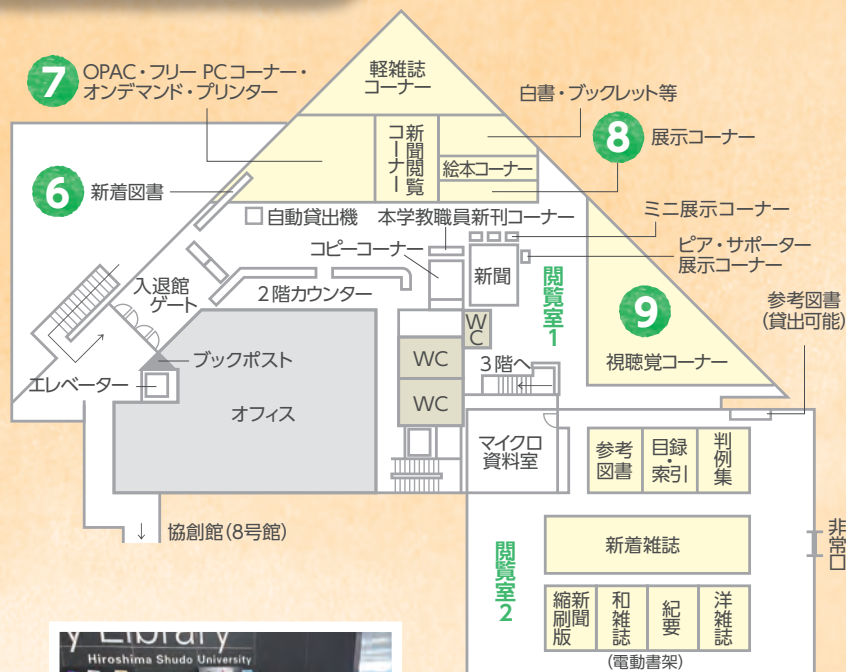 7
OPAC・フリー PCコーナー・
オンデマンド・プリンター
軽雑誌
コーナー
白書・ブックレット等
8
展示コーナー
新聞閲覧
コーナー
絵本コーナー
6
新着図書
自動貸出機
本学教職員新刊コーナー
ミニ展示コーナー
コピーコーナー
ピア・サポーター
展示コーナー
新聞
閲覧室1
入退館
ゲート
2階カウンター
9
視聴覚コーナー
参考図書
(貸出可能)
WC
WC
WC
3階へ
ブックポスト
エレベーター
オフィス
マイクロ
資料室
参考
図書
目録・
索引
判例集
協創館(8号館)
閲覧室2
新着雑誌
非常口
新聞
縮刷版
和雑誌
紀要
洋雑誌
(電動書架)
y Library
Hiroshima Shudo University